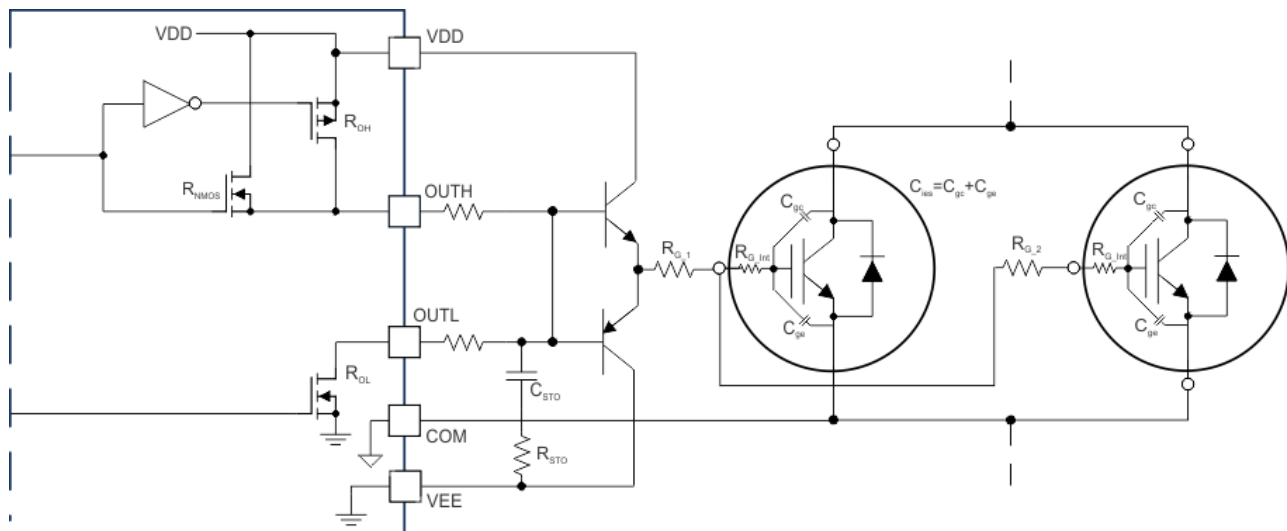 VDD
VDD
R_OH
R_NMOS
OUTH
C_ies=C_gc+C_ge
C_gc
C_gc
R_G_1
R_G_Int
R_G_2
R_G_Int
C_ge
C_ge
OUTL
R_OL
C_STO
COM
R_STO
VEE